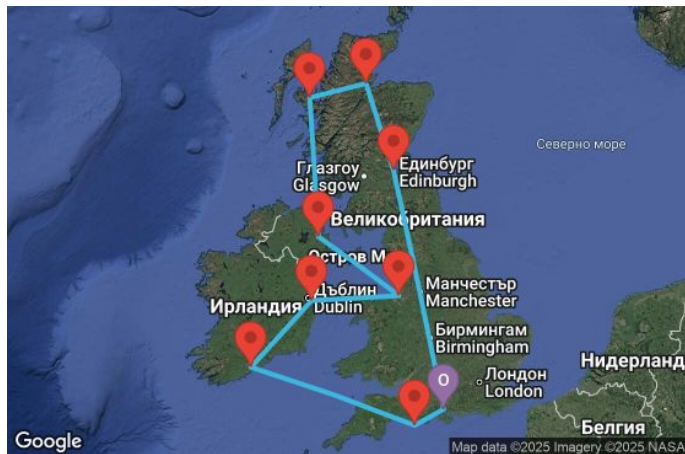 Северно море
Глазгоу
Glasgow
Единбург
Edinburgh
Великобритания
Остров М
Дъблин
Dublin
Ирландия
Манчестър
Manchester
Бирмингам
Birmingham
O
Лондон
London
Нидерланд
Белгия
Google
Map data ©2025 Imagery ©2025 NASA